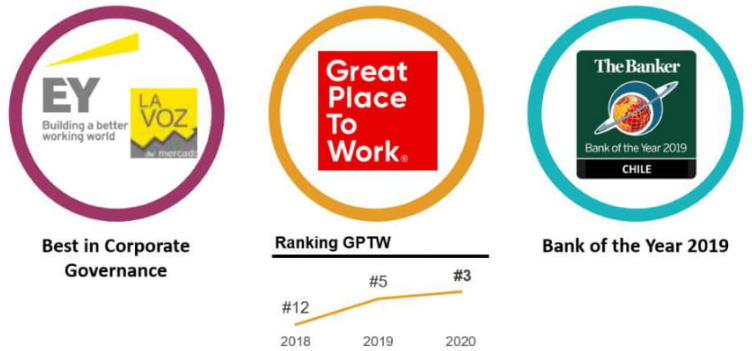 EY
Building a better
working world
LA
VOZ
de mercado
Best in Corporate
Governance
Great
Place
To
Work®
Ranking GPTW
#12
#5
#3
2018
2019
2020
The Banker
Bank of the Year 2019
CHILE
Bank of the Year 2019